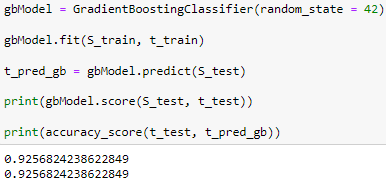 gbModel = GradientBoostingClassifier(random_state = 42)
gbModel.fit(S_train, t_train)
t_pred_gb = gbModel.predict(S_test)
print(gbModel.score(S_test, t_test))
print(accuracy_score(t_test, t_pred_gb))
0.9256824238622849
0.9256824238622849